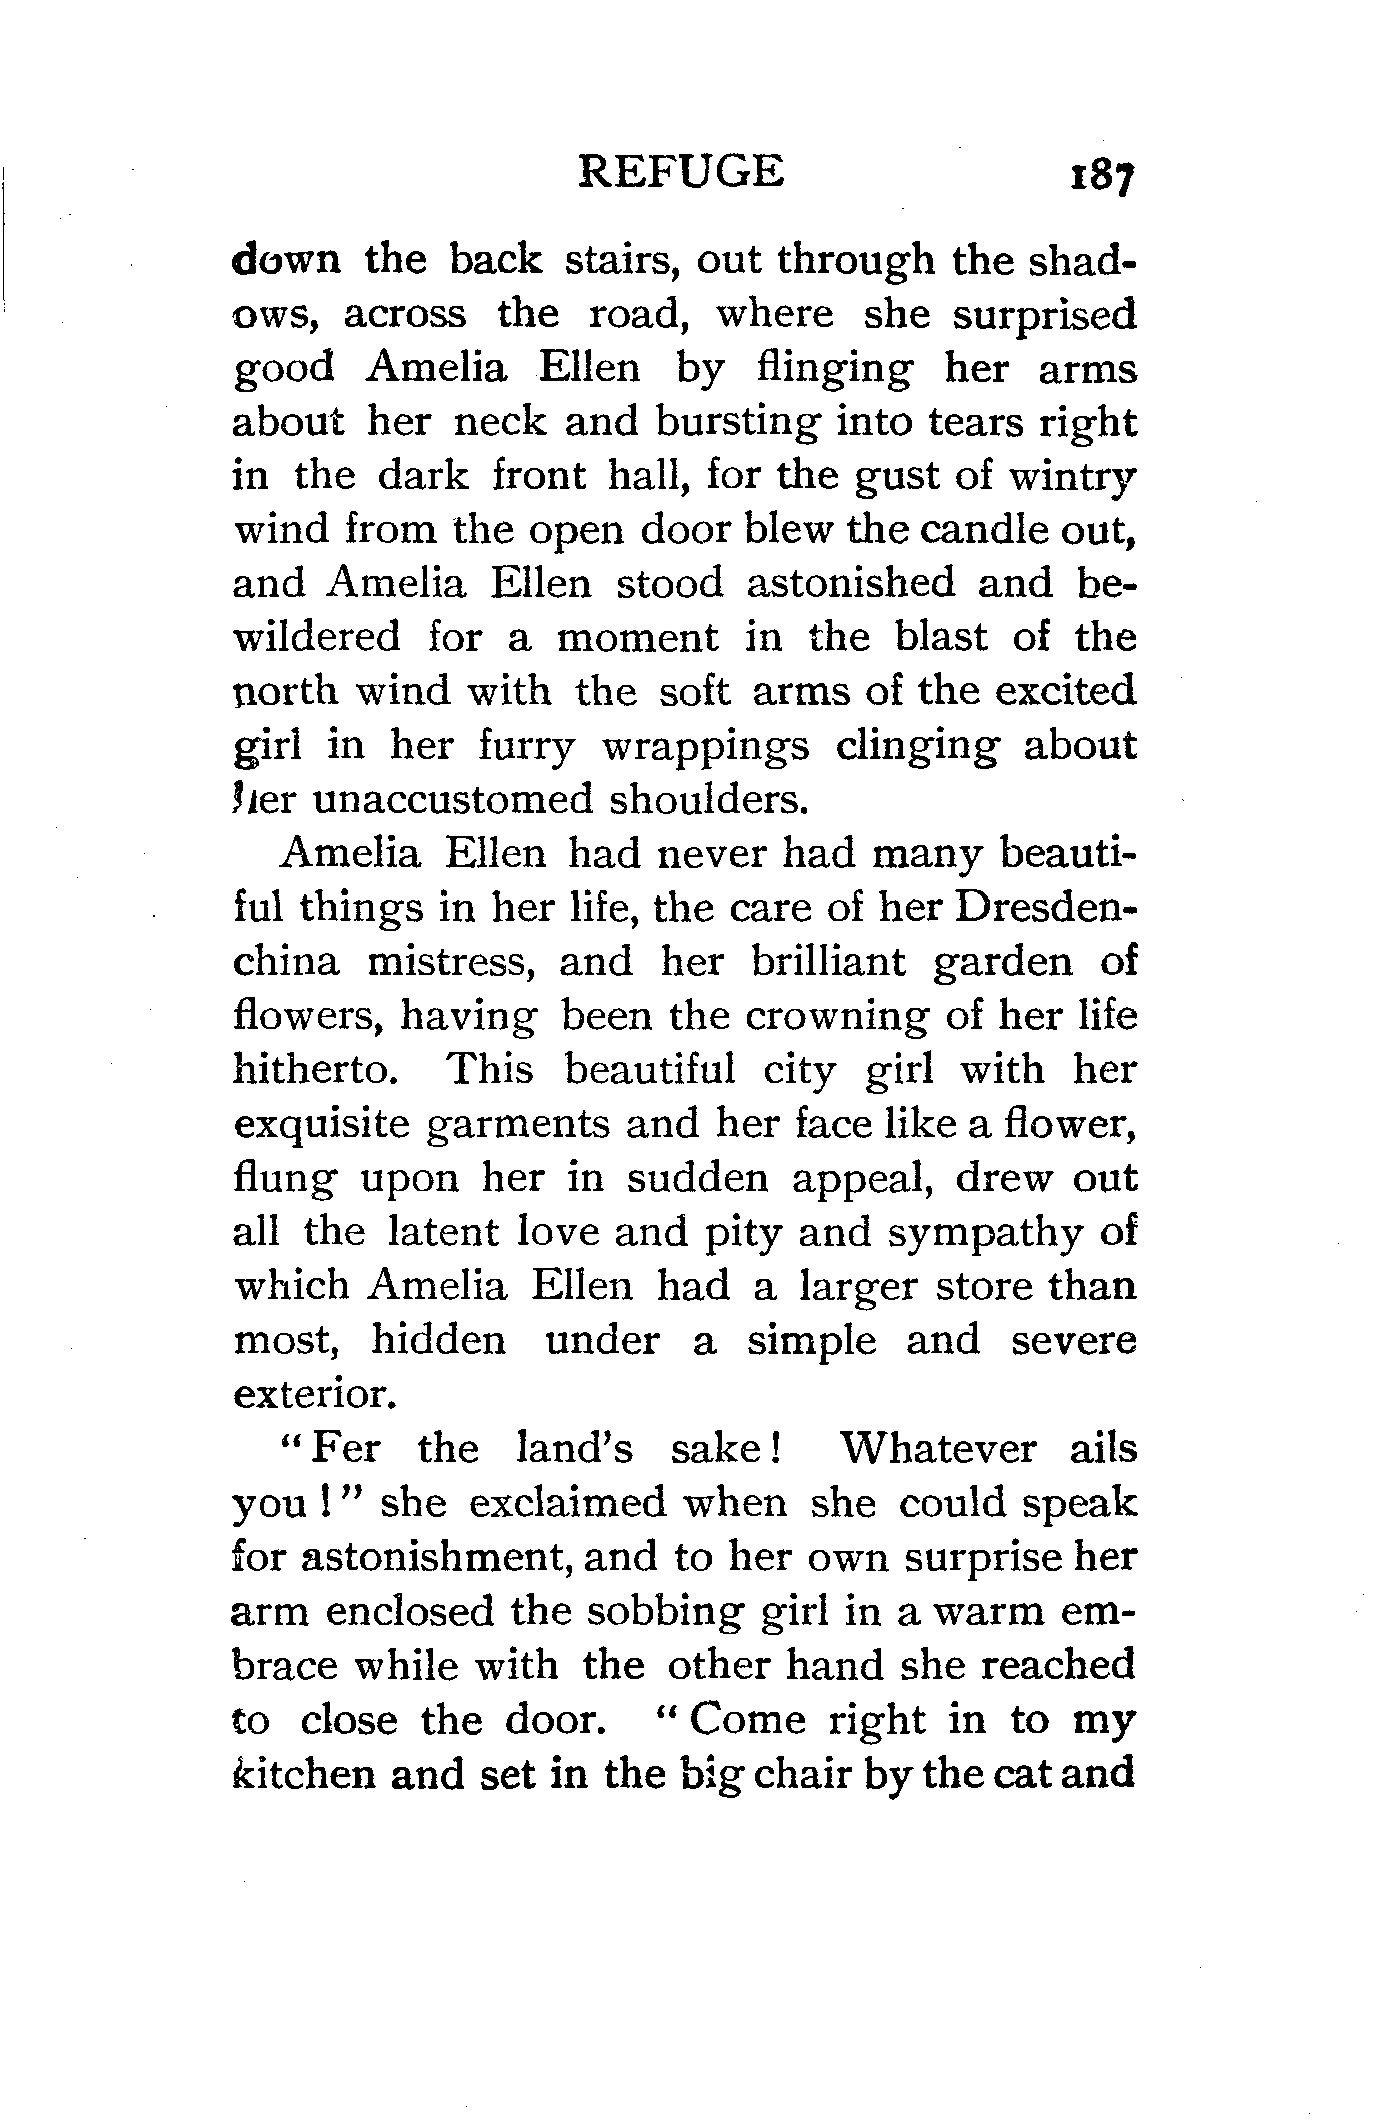 REFUGE 187
down the back stairs, out through the shad-
ows, across the road, where she surprised
good Amelia Ellen by flinging her arms
about her neck and bursting into tears right
in the dark front hall, for the gust of wintry
wind from the open door blew the candle out,
and Amelia Ellen stood astonished and be-
wildered for a moment in the blast of the
north wind with the soft arms of the excited
girl in her furry wrappings clinging about
her unaccustomed shoulders.
Amelia Ellen had never had many beauti-
ful things in her life, the care of her Dresden-
china mistress, and her brilliant garden of
flowers, having been the crowning of her life
hitherto. This beautiful city girl with her
exquisite garments and her face like a flower,
flung upon her in sudden appeal, drew out
all the latent love and pity and sympathy of
which Amelia Ellen had a larger store than
most, hidden under a simple and severe
exterior.
“Fer the land's sake! Whatever ails
you!” she exclaimed when she could speak
for astonishment, and to her own surprise her
arm enclosed the sobbing girl in a warm em-
brace while with the other hand she reached
to close the door. “Come right in to my
kitchen and set in the big chair by the cat and